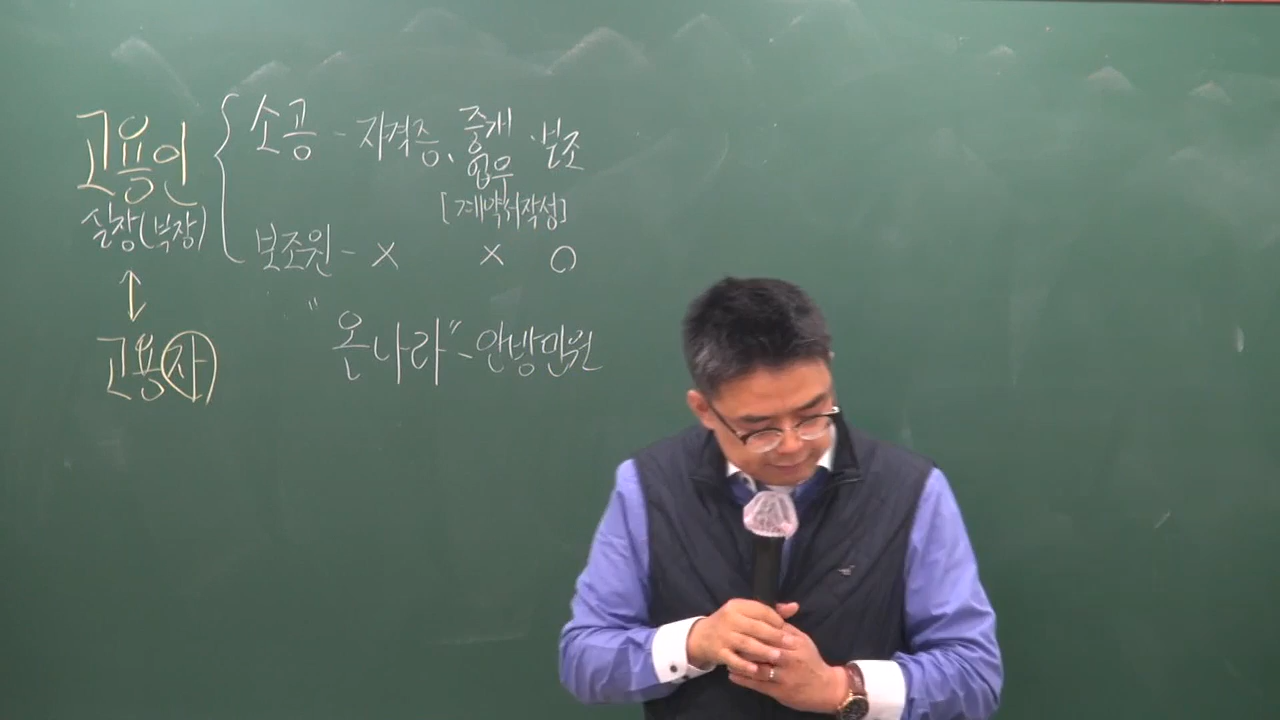 고용인 { 소공 - 자격증, 중개업무 · 보조
[계약서작성]
실장(부장)
보조원 - × × ○
↕
고용자
"온나라" - 안방민원